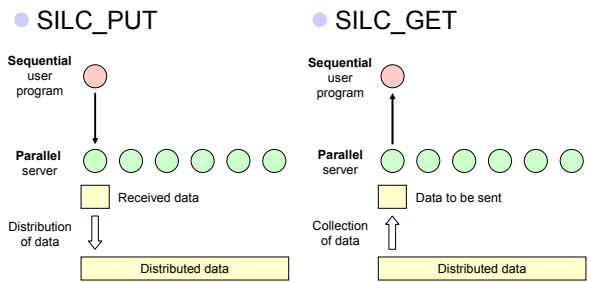 SILC_PUT
Sequential
user
program
Parallel
server
Received data
Distribution
of data
Distributed data
SILC_GET
Sequential
user
program
Parallel
server
Data to be sent
Collection
of data
Distributed data